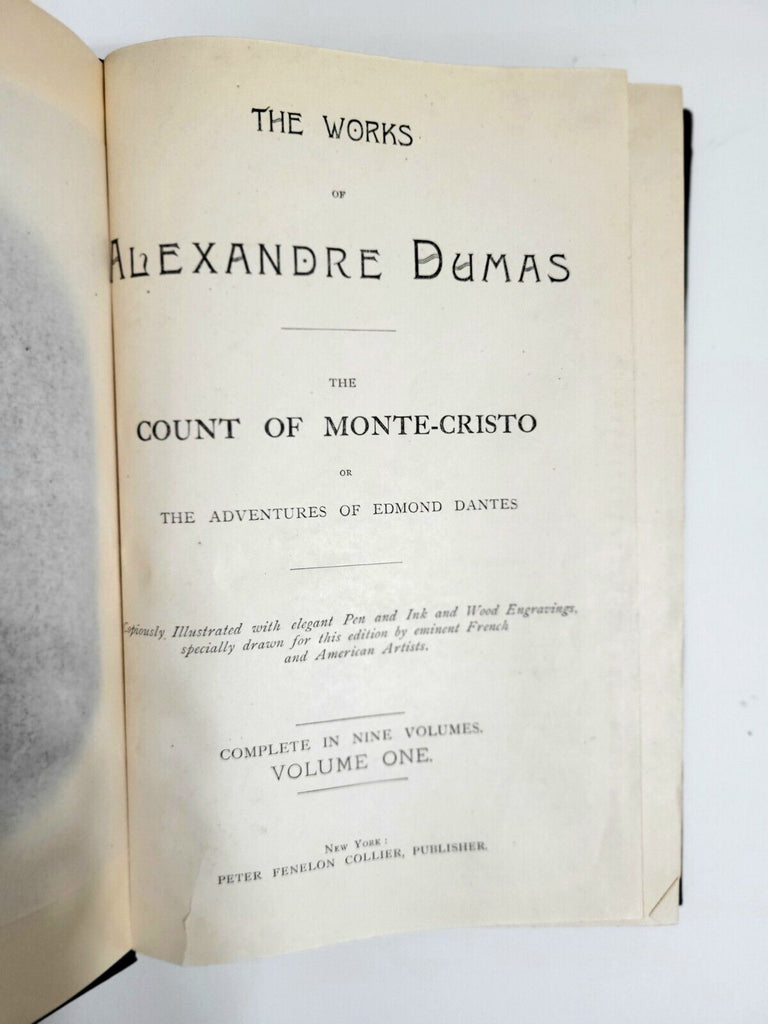 THE WORKS
OF
ALEXANDRE DUMAS
THE
COUNT OF MONTE-CRISTO
OR
THE ADVENTURES OF EDMOND DANTES
Copiously Illustrated with elegant Pen and Ink and Wood Engravings,
specially drawn for this edition by eminent French
and American Artists.
COMPLETE IN NINE VOLUMES.
VOLUME ONE.
NEW YORK:
PETER FENELON COLLIER, PUBLISHER.